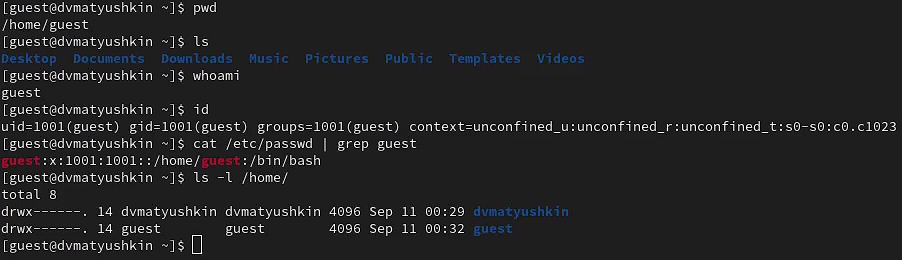 [guest@dvmatyushkin ~]$ pwd
/home/guest
[guest@dvmatyushkin ~]$ ls
Desktop  Documents  Downloads  Music  Pictures  Public  Templates  Videos
[guest@dvmatyushkin ~]$ whoami
guest
[guest@dvmatyushkin ~]$ id
uid=1001(guest) gid=1001(guest) groups=1001(guest) context=unconfined_u:unconfined_r:unconfined_t:s0-s0:c0.c1023
[guest@dvmatyushkin ~]$ cat /etc/passwd | grep guest
guest:x:1001:1001::/home/guest:/bin/bash
[guest@dvmatyushkin ~]$ ls -l /home/
total 8
drwx------. 14 dvmatyushkin dvmatyushkin 4096 Sep 11 00:29 dvmatyushkin
drwx------. 14 guest        guest        4096 Sep 11 00:32 guest
[guest@dvmatyushkin ~]$